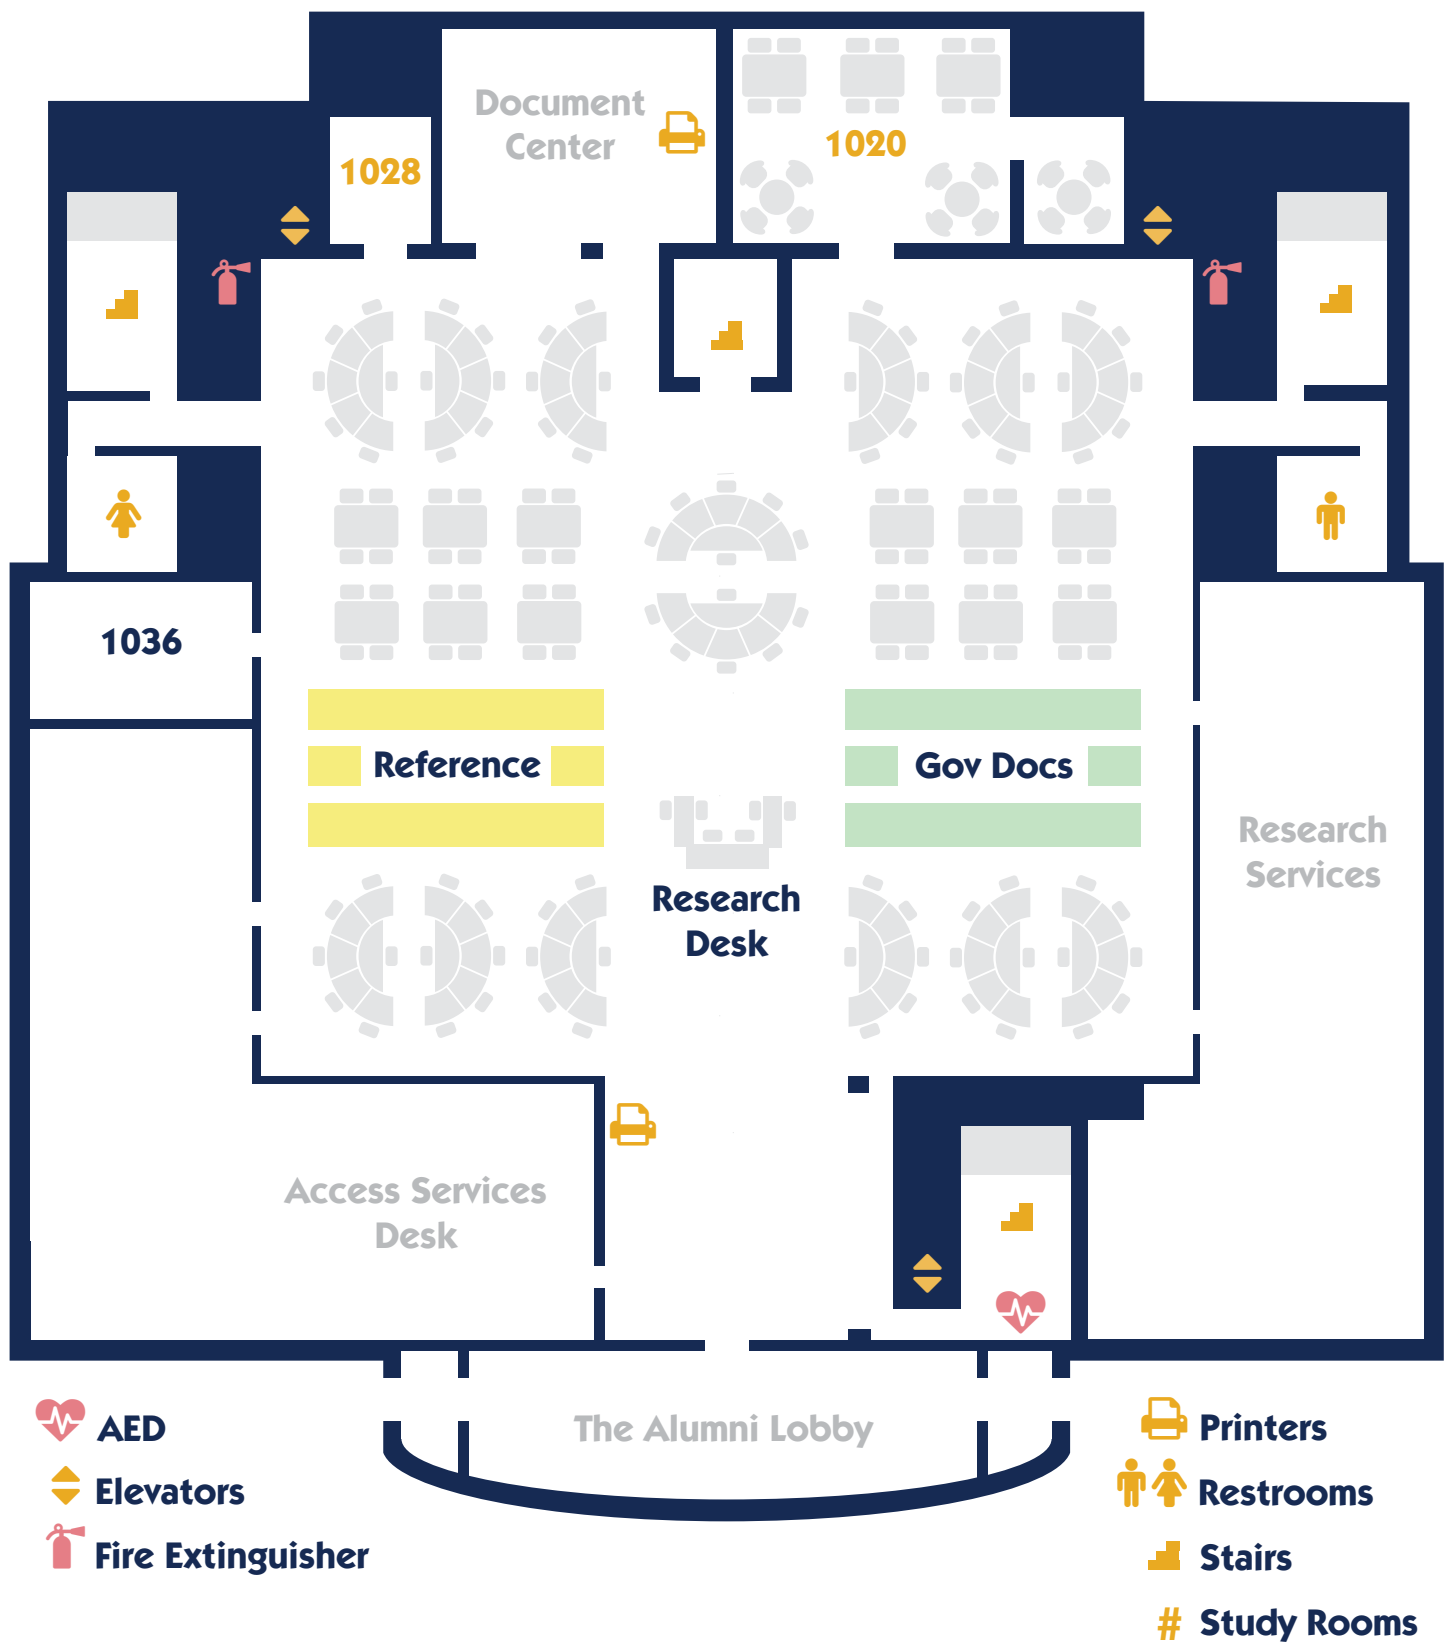 Document
Center
1028
1020
1036
Reference
Gov Docs
Research
Services
Research
Desk
Access Services
Desk
The Alumni Lobby
AED
Elevators
Fire Extinguisher
Printers
Restrooms
Stairs
# Study Rooms